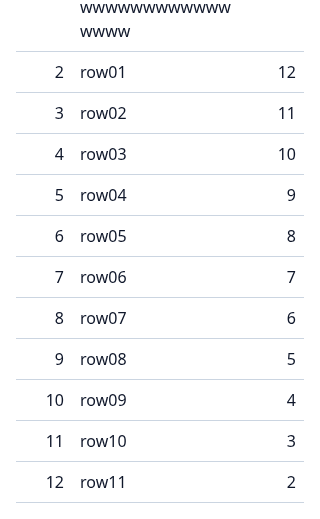 wwwwwwwwwwww
wwww
2 row01 12
3 row02 11
4 row03 10
5 row04 9
6 row05 8
7 row06 7
8 row07 6
9 row08 5
10 row09 4
11 row10 3
12 row11 2